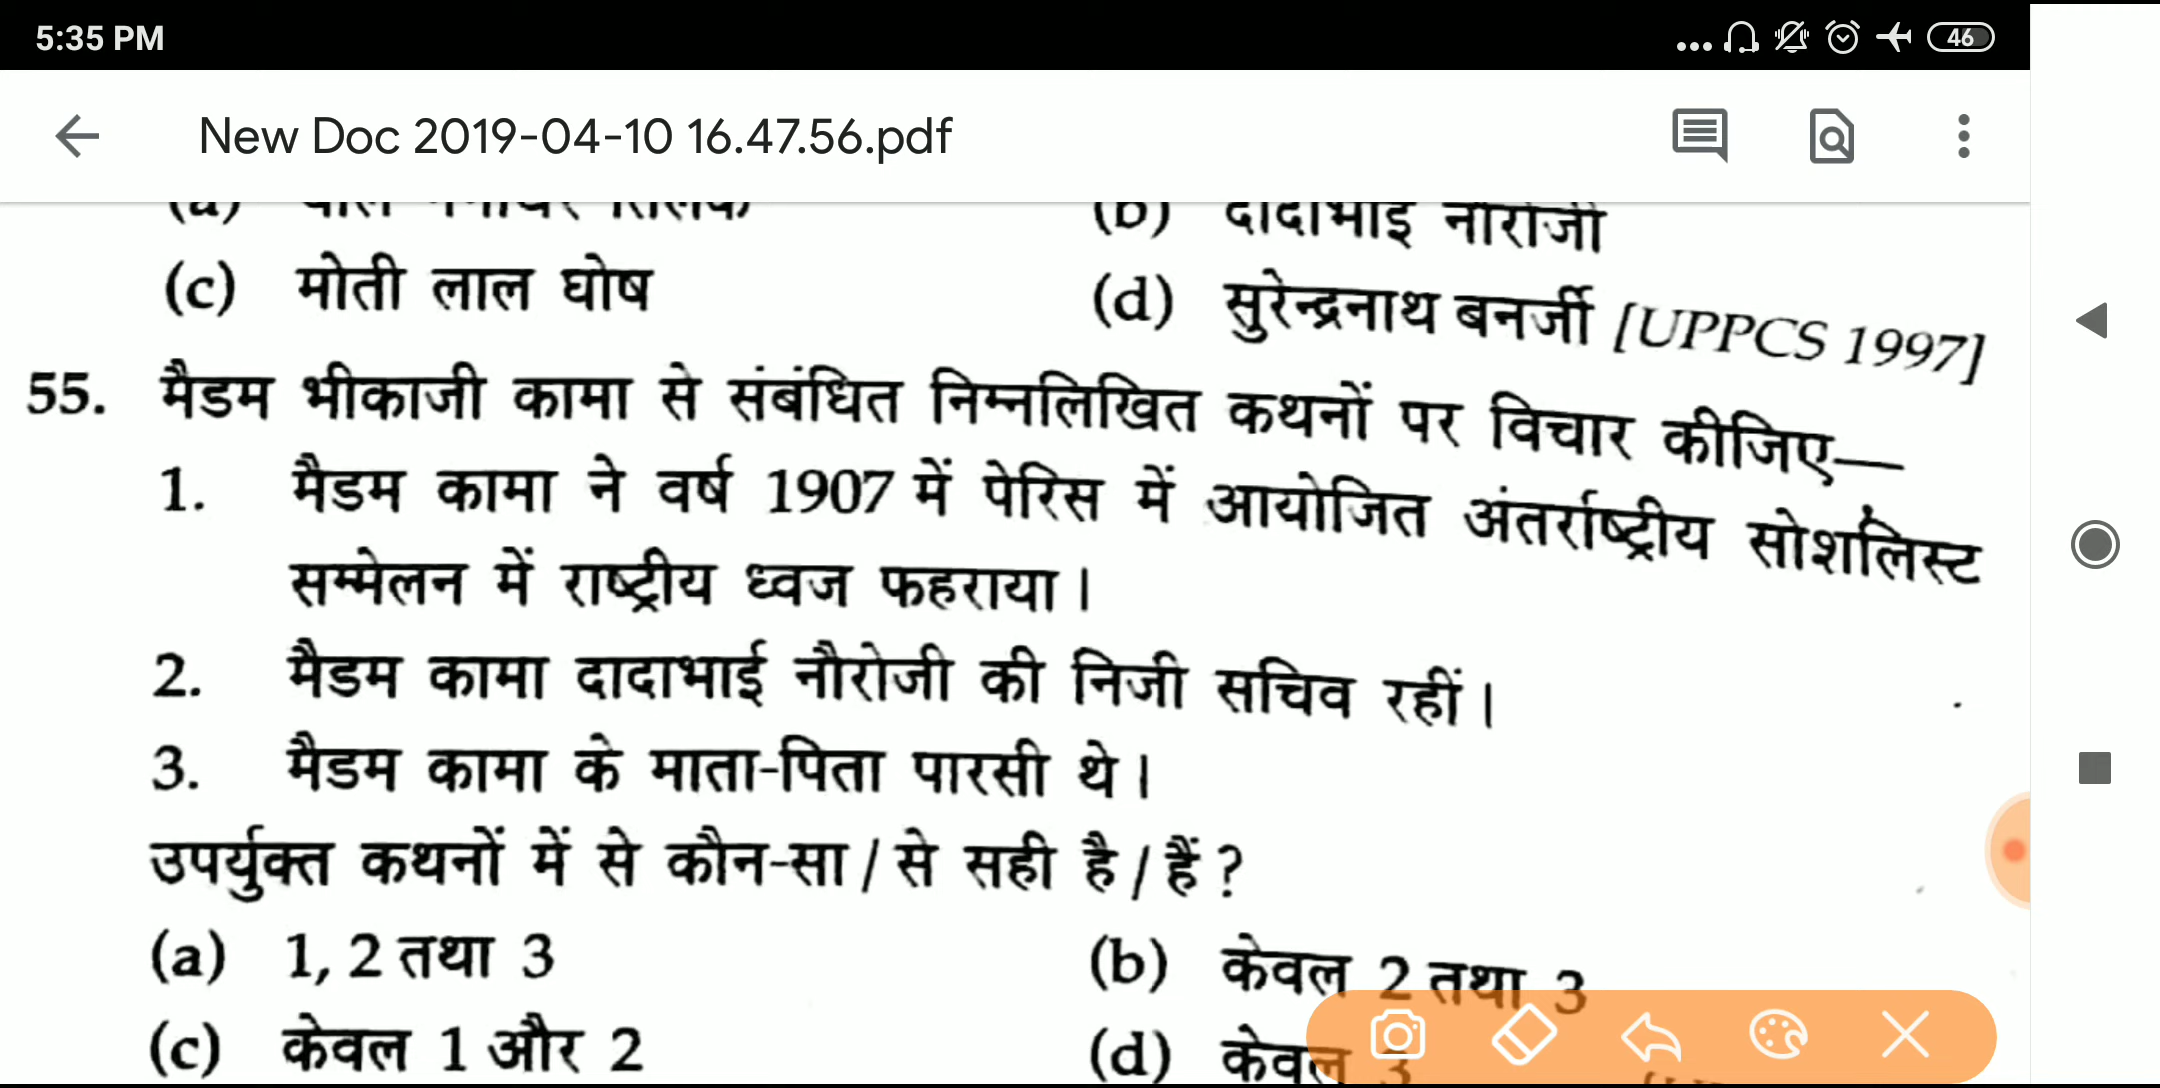 5:35 PM
46
New Doc 2019-04-10 16.47.56.pdf
(b) दादाभाई नौरोजी
(c) मोती लाल घोष (d) सुरेन्द्रनाथ बनर्जी [UPPCS 1997]
55. मैडम भीकाजी कामा से संबंधित निम्नलिखित कथनों पर विचार कीजिए—
1. मैडम कामा ने वर्ष 1907 में पेरिस में आयोजित अंतर्राष्ट्रीय सोशलिस्ट
सम्मेलन में राष्ट्रीय ध्वज फहराया।
2. मैडम कामा दादाभाई नौरोजी की निजी सचिव रहीं।
3. मैडम कामा के माता-पिता पारसी थे।
उपर्युक्त कथनों में से कौन-सा / से सही है / हैं ?
(a) 1, 2 तथा 3 (b) केवल 2 तथा 3
(c) केवल 1 और 2 (d) केवल 3